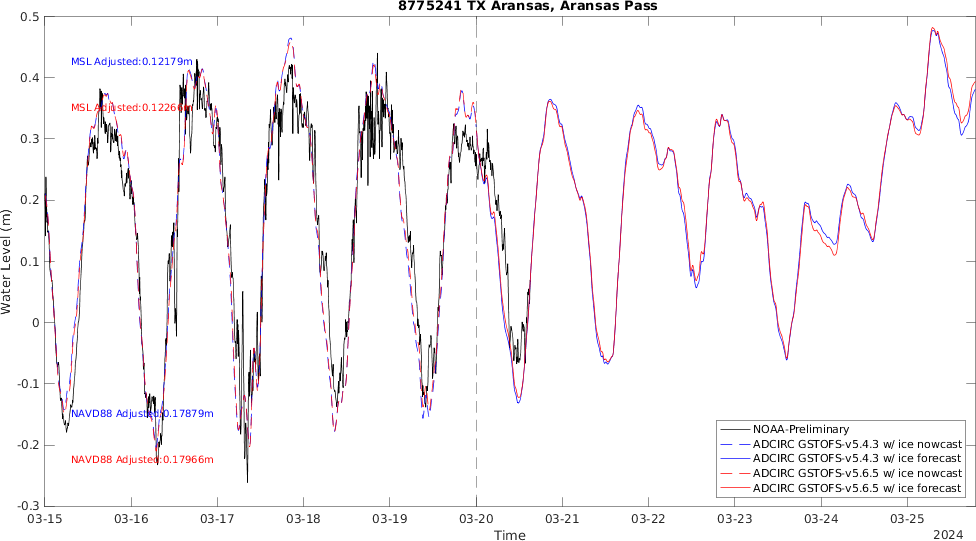 8775241 TX Aransas, Aransas Pass
0.5
0.4
0.3
0.2
0.1
0
-0.1
-0.2
-0.3
Water Level (m)
MSL Adjusted:0.12179m
MSL Adjusted:0.12266m
NAVD88 Adjusted:0.17879m
NAVD88 Adjusted:0.17966m
NOAA-Preliminary
ADCIRC GSTOFS-v5.4.3 w/ ice nowcast
ADCIRC GSTOFS-v5.4.3 w/ ice forecast
ADCIRC GSTOFS-v5.6.5 w/ ice nowcast
ADCIRC GSTOFS-v5.6.5 w/ ice forecast
03-15 03-16 03-17 03-18 03-19 03-20 03-21 03-22 03-23 03-24 03-25
Time
2024